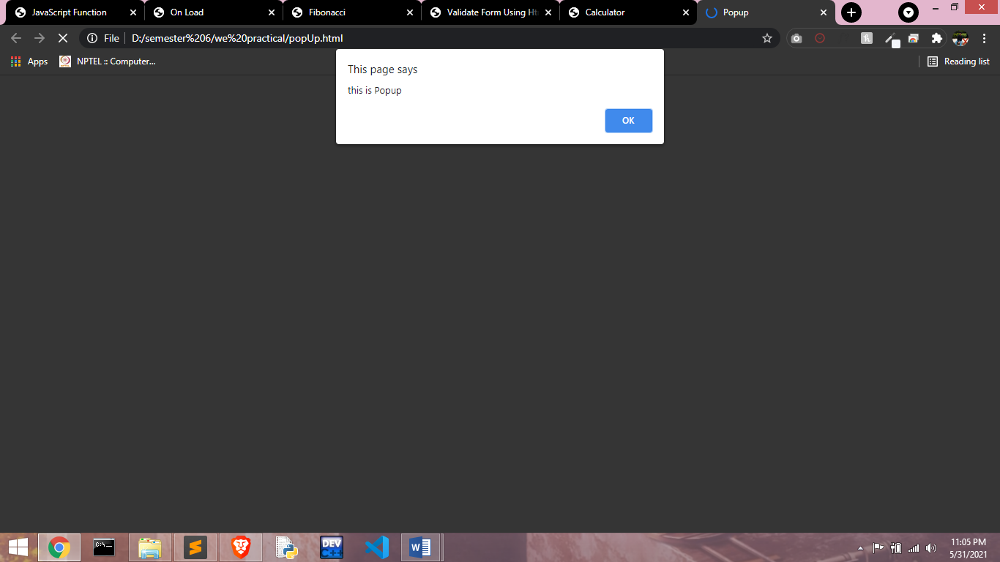 JavaScript Function
On Load
Fibonacci
Validate Form Using Ht
Calculator
Popup
File
D:/semester%206/we%20practical/popUp.html
Apps
NPTEL :: Computer...
Reading list
This page says
this is Popup
OK
C:\_
DEV
C++
W
11:05 PM
5/31/2021